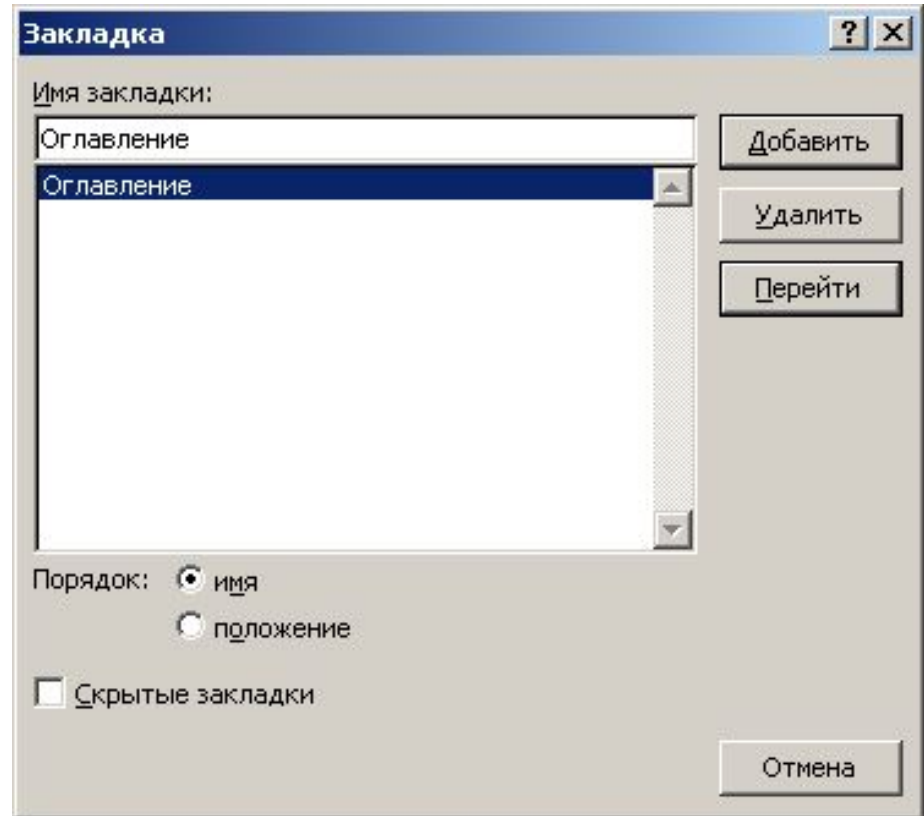 Закладка
Имя закладки:
Оглавление
Добавить
Оглавление
Удалить
Перейти
Порядок: имя
положение
Скрытые закладки
Отмена